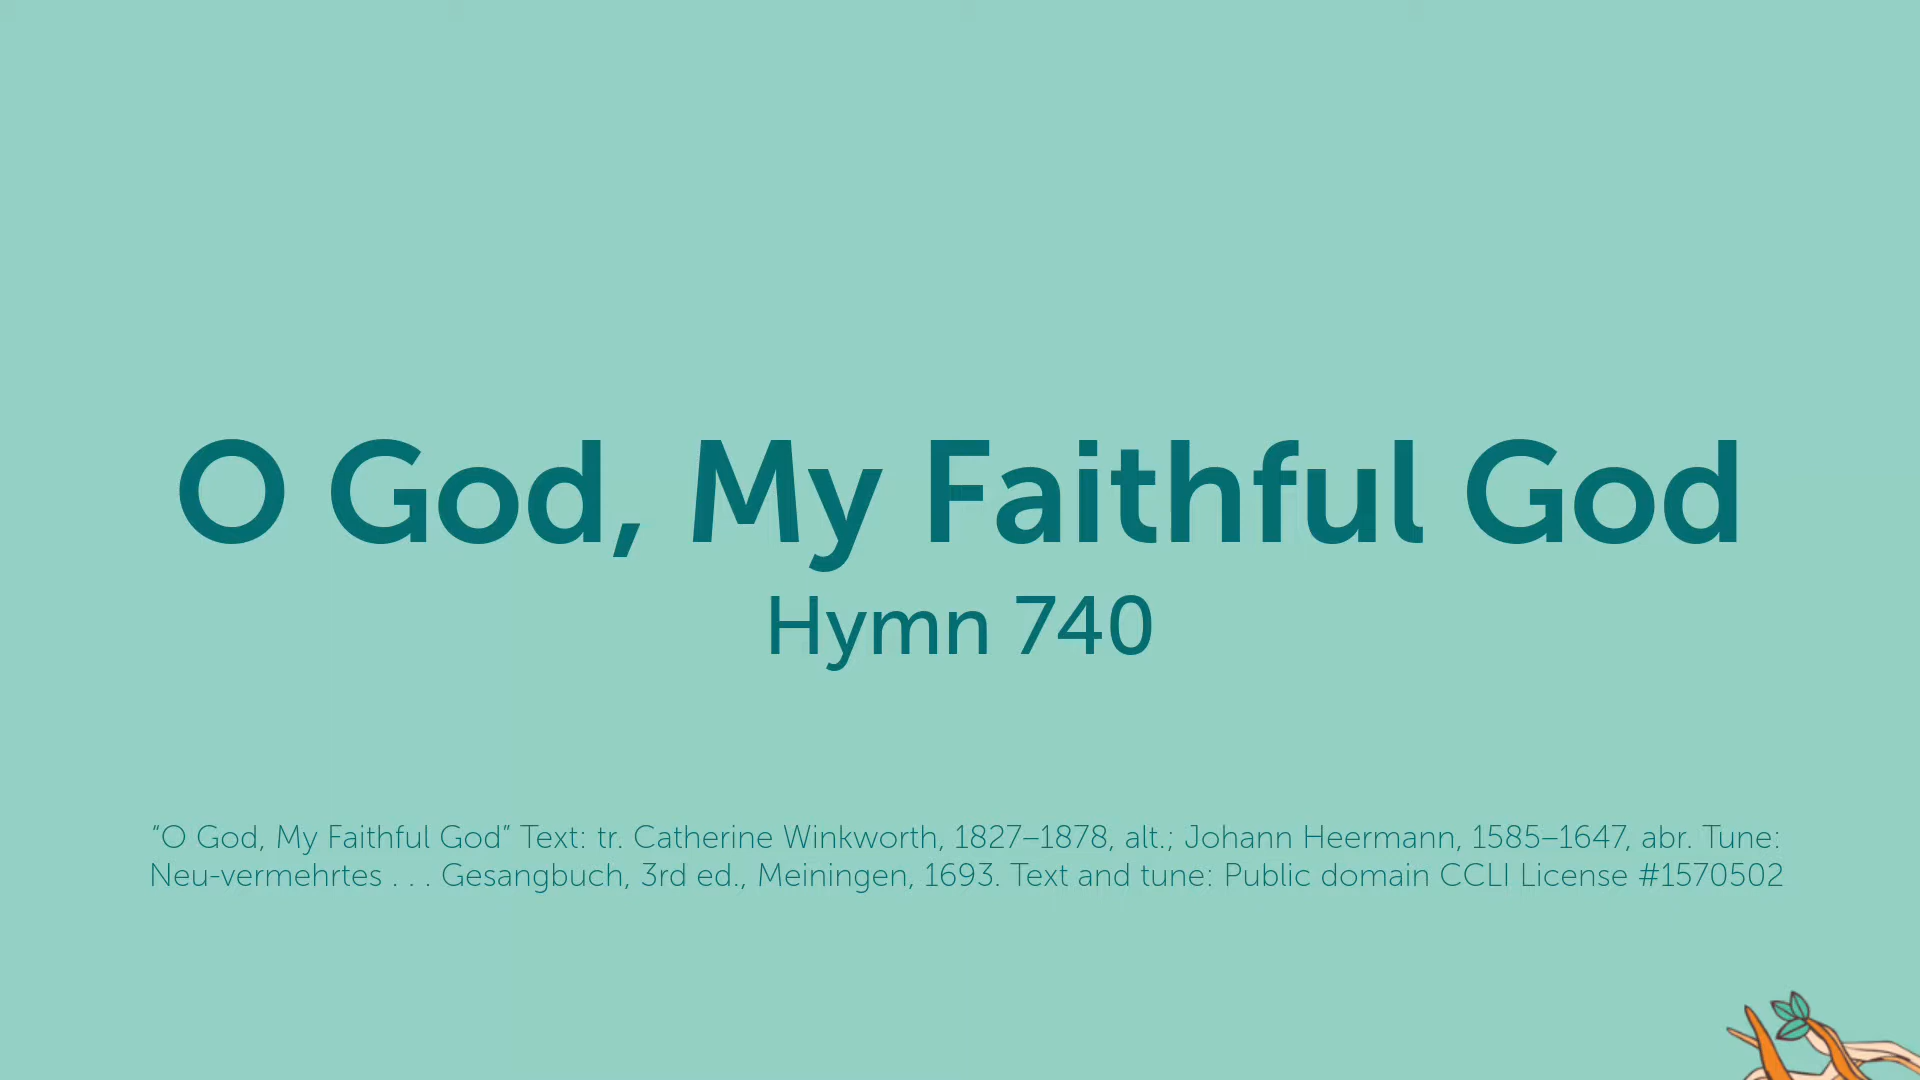 O God, My Faithful God
Hymn 740
"O God, My Faithful God” Text: tr. Catherine Winkworth, 1827–1878, alt.; Johann Heermann, 1585–1647, abr. Tune:
Neu-vermehrtes . . . Gesangbuch, 3rd ed., Meiningen, 1693. Text and tune: Public domain CCLI License #1570502